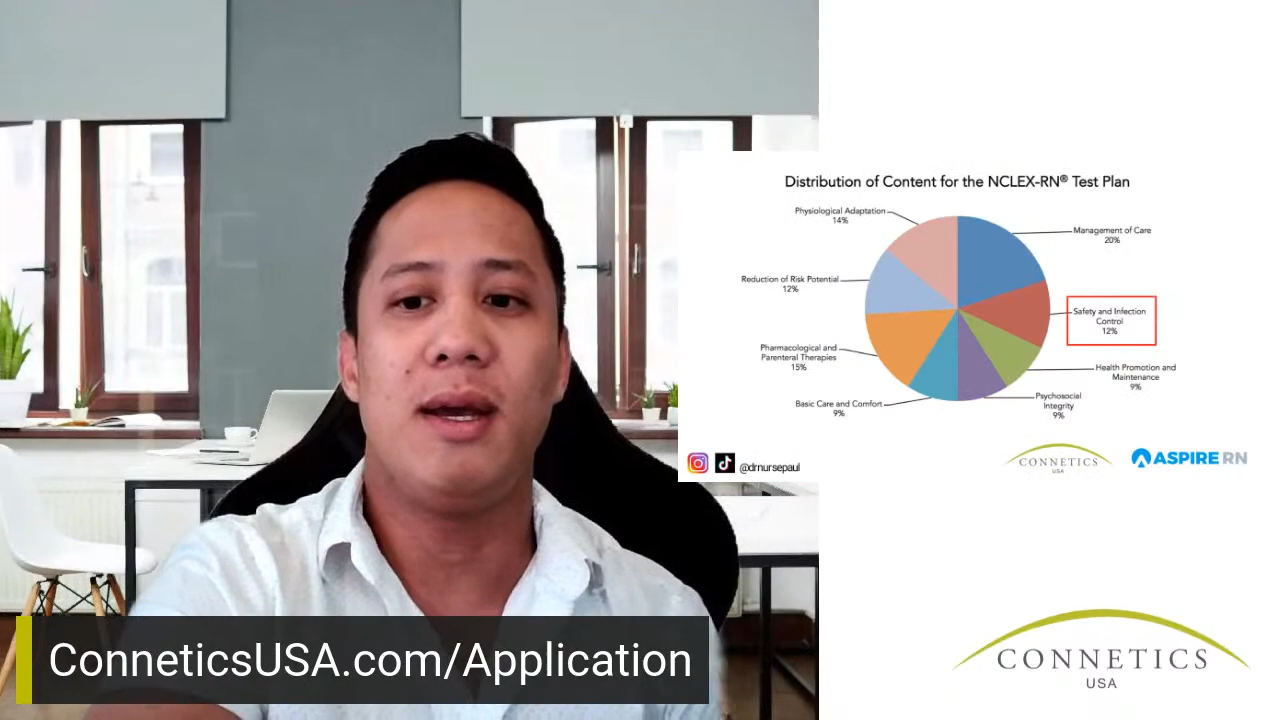 Distribution of Content for the NCLEX-RN® Test Plan
Physiological Adaptation
14%
Management of Care
20%
Reduction of Risk Potential
12%
Safety and Infection
Control
12%
Pharmacological and
Parenteral Therapies
15%
Health Promotion and
Maintenance
9%
Basic Care and Comfort
9%
Psychosocial
Integrity
9%
@drnursepaul
CONNETICS
USA
ASPIRE RN
ConneticsUSA.com/Application
CONNETICS
USA